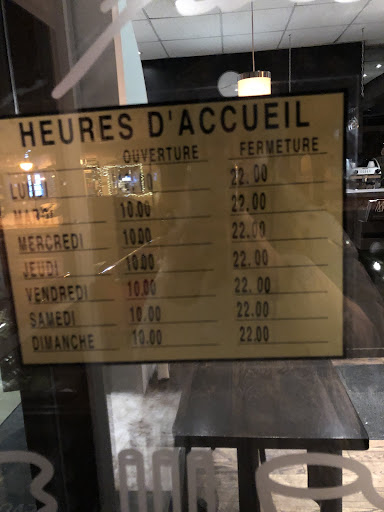 HEURES D'ACCUEIL
OUVERTURE FERMETURE
LUNDI 22.00
MARDI 10.00 22.00
MERCREDI 10.00 22.00
JEUDI 10.00 22.00
VENDREDI 10.00 22.00
SAMEDI 10.00 22.00
DIMANCHE 10.00 22.00